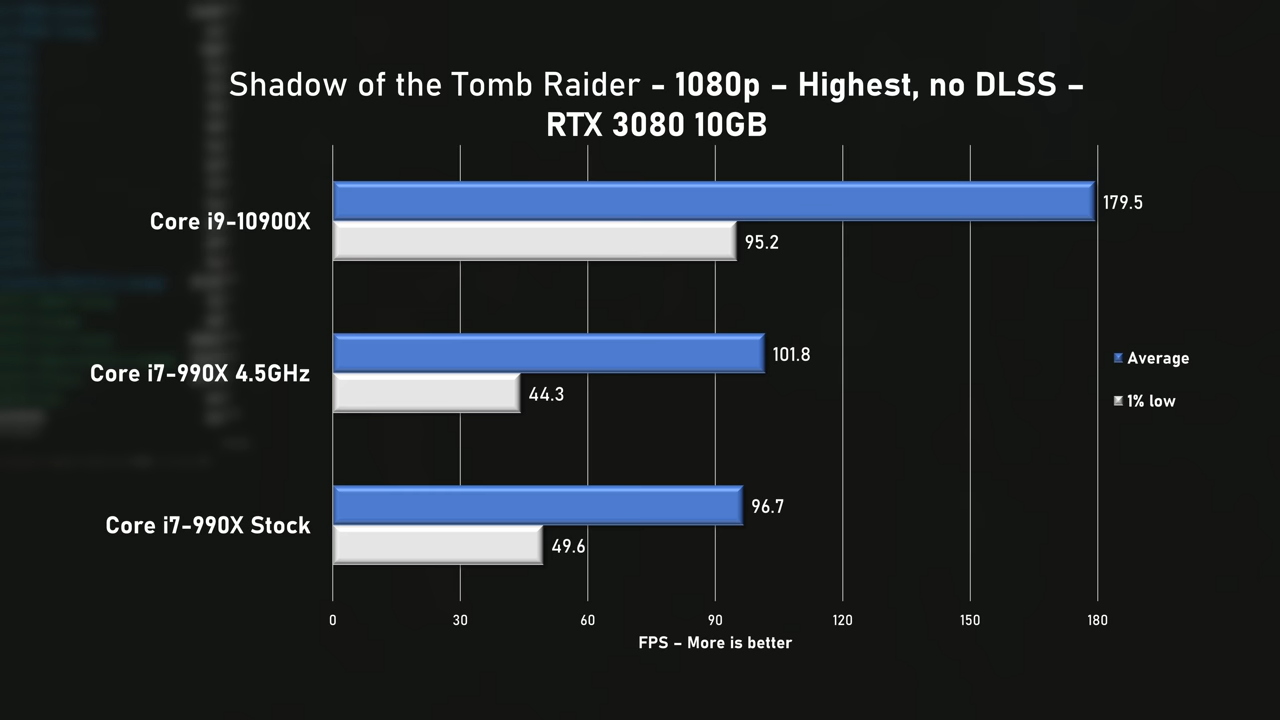 Shadow of the Tomb Raider – 1080p – Highest, no DLSS –
RTX 3080 10GB
Core i9-10900X
179.5
95.2
Core i7-990X 4.5GHz
101.8
44.3
Core i7-990X Stock
96.7
49.6
Average
1% low
0 30 60 90 120 150 180
FPS – More is better